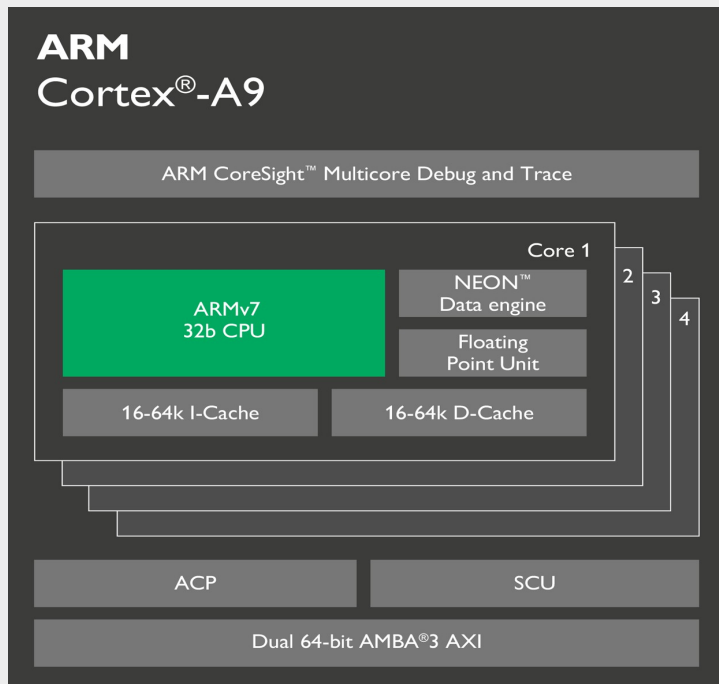 ARM
Cortex®-A9
ARM CoreSight™ Multicore Debug and Trace
Core 1
2
3
4
ARMv7
32b CPU
NEON™
Data engine
Floating
Point Unit
16-64k I-Cache
16-64k D-Cache
ACP
SCU
Dual 64-bit AMBA®3 AXI